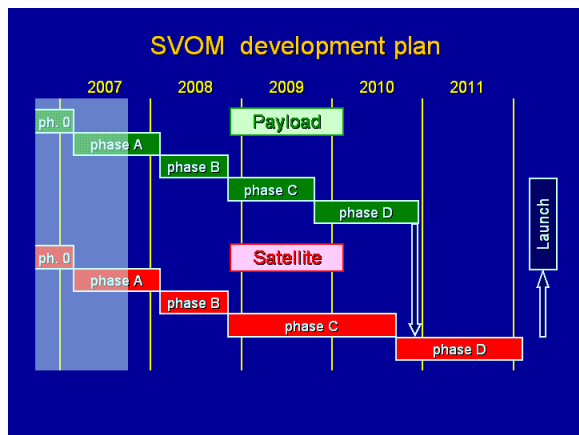 SVOM development plan
2007 2008 2009 2010 2011
ph. 0
Payload
phase A
phase B
phase C
phase D
Launch
ph. 0
Satellite
phase A
phase B
phase C
phase D